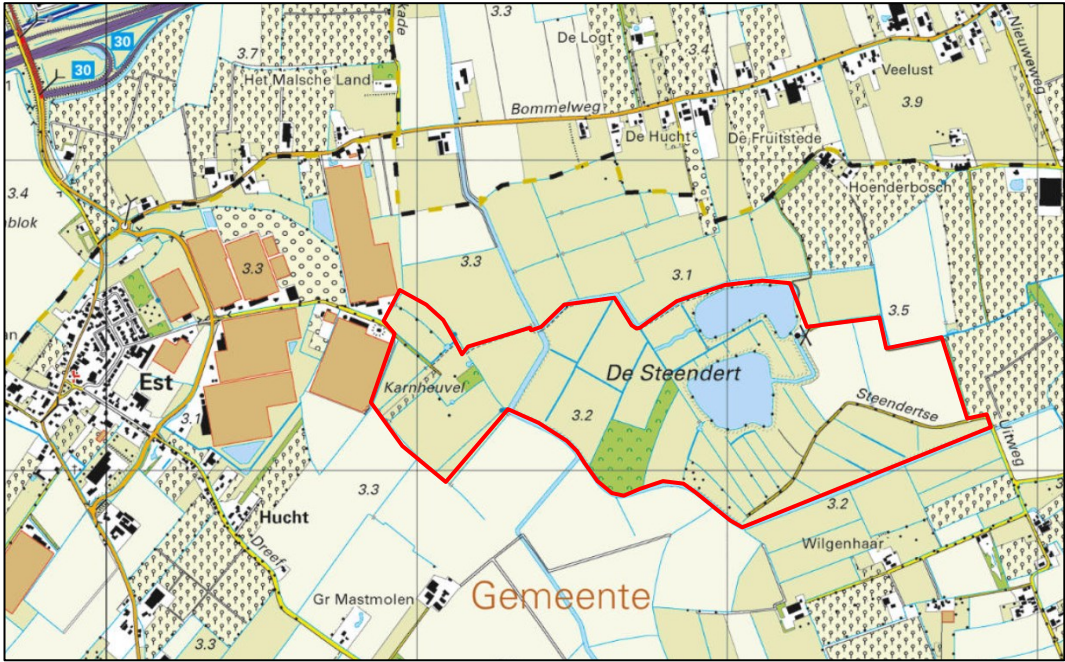 30
30
3.7
kade
3.3
De Logt
3.4
Nieuweweg
Het Malsche Land
Bommelweg
Veelust
3.9
De Hucht
De Fruitstede
3.4
nblok
Hoenderbosch
3.3
3.3
3.1
3.5
Est
Karnheuvel
De Steendert
3.1
3.2
Steendertse
Uitweg
3.3
3.2
Hucht
Dreef
Wilgenhaar
Gr Mastmolen
Gemeente
3.3